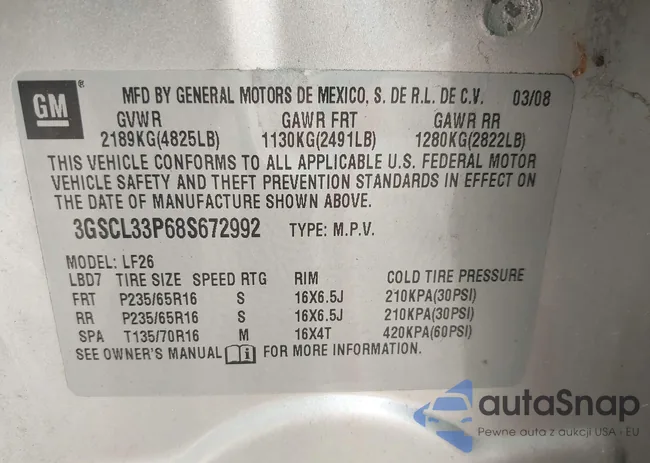 GM ®
MFD BY GENERAL MOTORS DE MEXICO, S. DE R.L. DE C.V. 03/08
GVWR GAWR FRT GAWR RR
2189KG(4825LB) 1130KG(2491LB) 1280KG(2822LB)
THIS VEHICLE CONFORMS TO ALL APPLICABLE U.S. FEDERAL MOTOR
VEHICLE SAFETY AND THEFT PREVENTION STANDARDS IN EFFECT ON
THE DATE OF MANUFACTURE SHOWN ABOVE.
3GSCL33P68S672992 TYPE: M.P.V.
MODEL: LF26
LBD7 TIRE SIZE SPEED RTG RIM COLD TIRE PRESSURE
FRT P235/65R16 S 16X6.5J 210KPA(30PSI)
RR P235/65R16 S 16X6.5J 210KPA(30PSI)
SPA T135/70R16 M 16X4T 420KPA(60PSI)
SEE OWNER'S MANUAL i FOR MORE INFORMATION.
autaSnap
Pewne auta z aukcji USA - EU